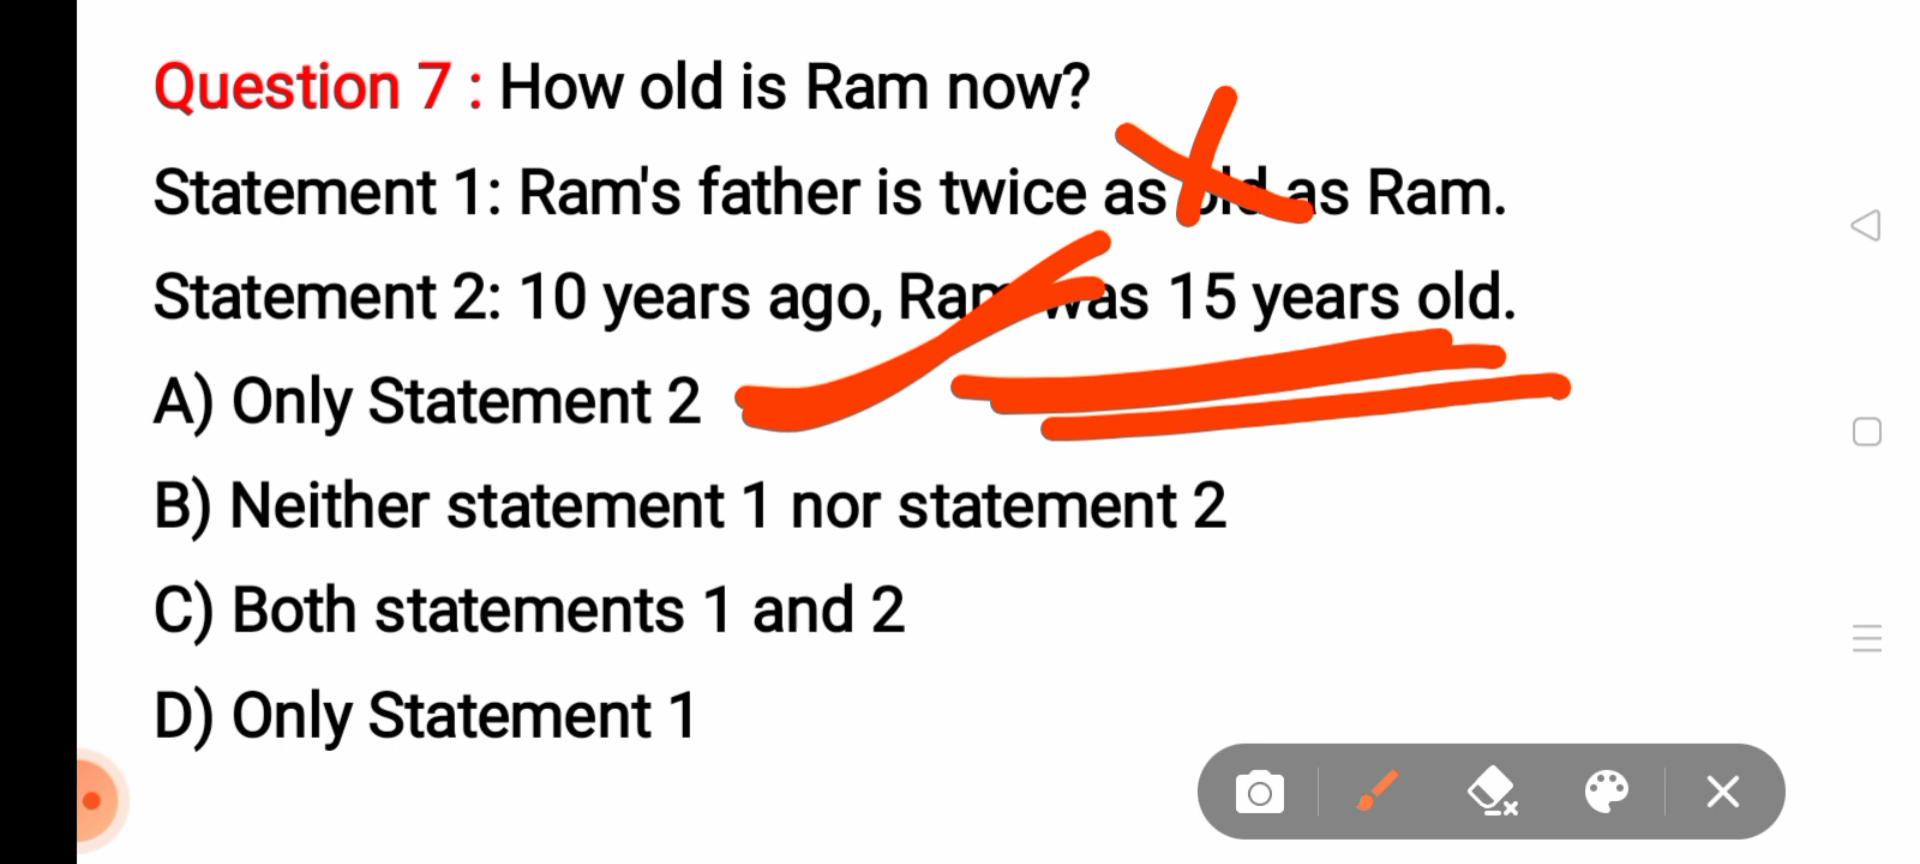 Question 7 : How old is Ram now?
Statement 1: Ram's father is twice as old as Ram.
Statement 2: 10 years ago, Ram was 15 years old.
A) Only Statement 2
B) Neither statement 1 nor statement 2
C) Both statements 1 and 2
D) Only Statement 1